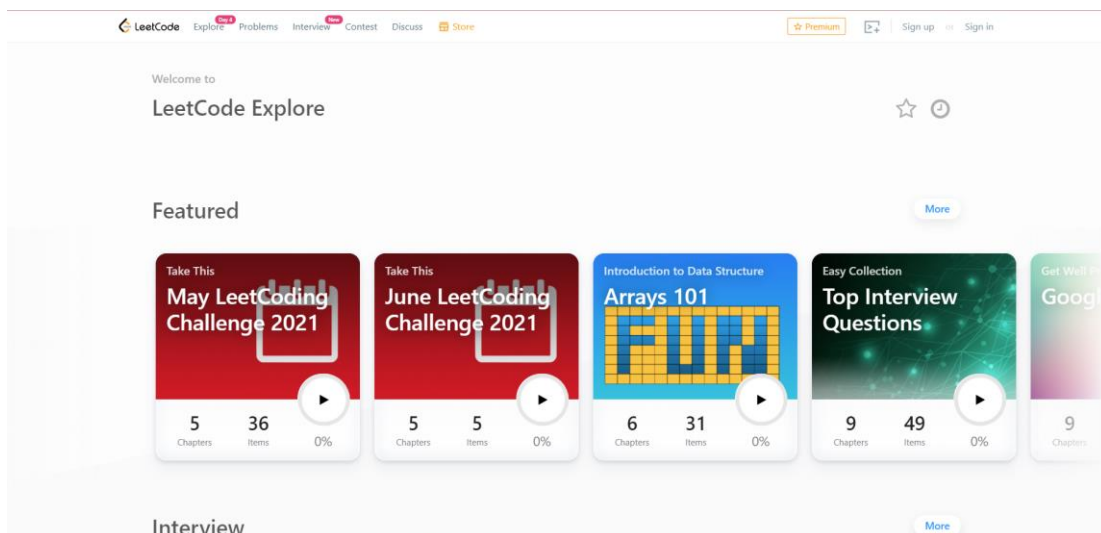 LeetCode Explore Day 4 Problems Interview New Contest Discuss Store Premium Sign up or Sign in
Welcome to
LeetCode Explore
Featured More
Take This
May LeetCoding
Challenge 2021
5 36
Chapters Items 0%
Take This
June LeetCoding
Challenge 2021
5 5
Chapters Items 0%
Introduction to Data Structure
Arrays 101
FUN
6 31
Chapters Items 0%
Easy Collection
Top Interview
Questions
9 49
Chapters Items 0%
Get Well
9
Chapters
Interview More